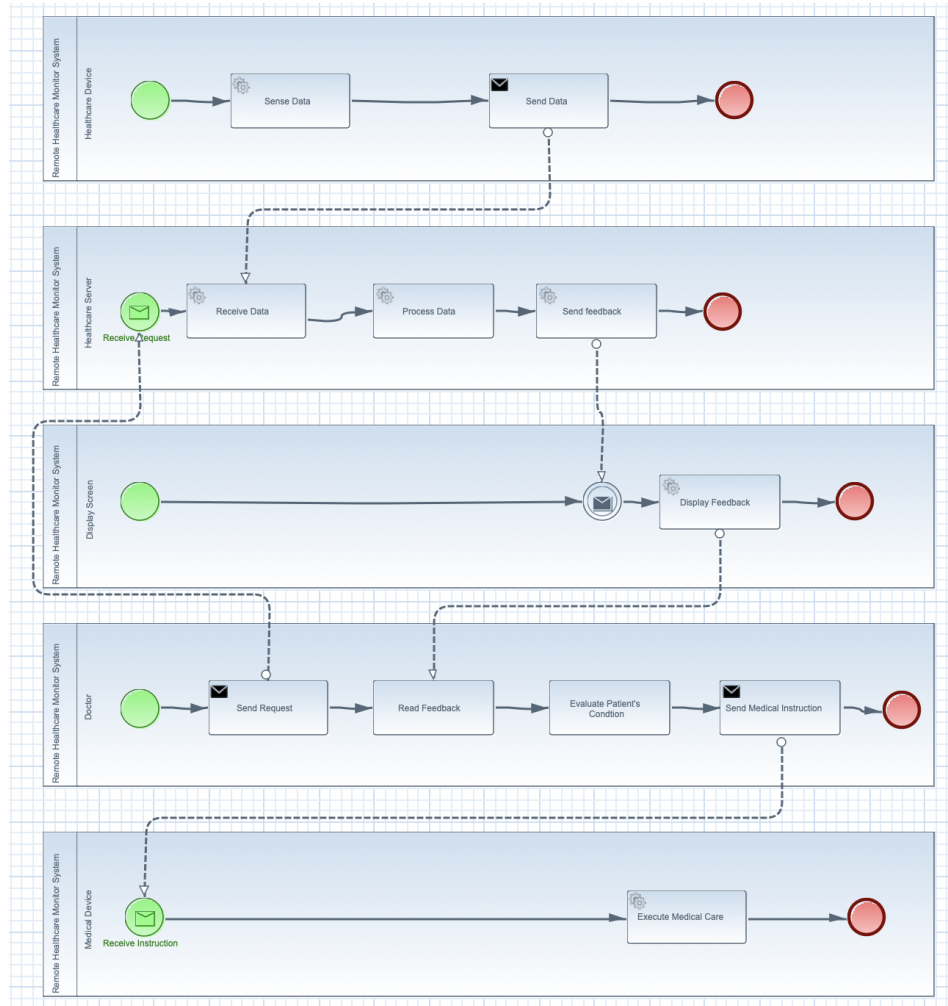 Remote Healthcare Monitor System
Healthcare Device
Sense Data
Send Data
Remote Healthcare Monitor System
Healthcare Server
Receive Request
Receive Data
Process Data
Send feedback
Remote Healthcare Monitor System
Display Screen
Display Feedback
Remote Healthcare Monitor System
Doctor
Send Request
Read Feedback
Evaluate Patient's
Condtion
Send Medical Instruction
Remote Healthcare Monitor System
Medical Device
Receive Instruction
Execute Medical Care